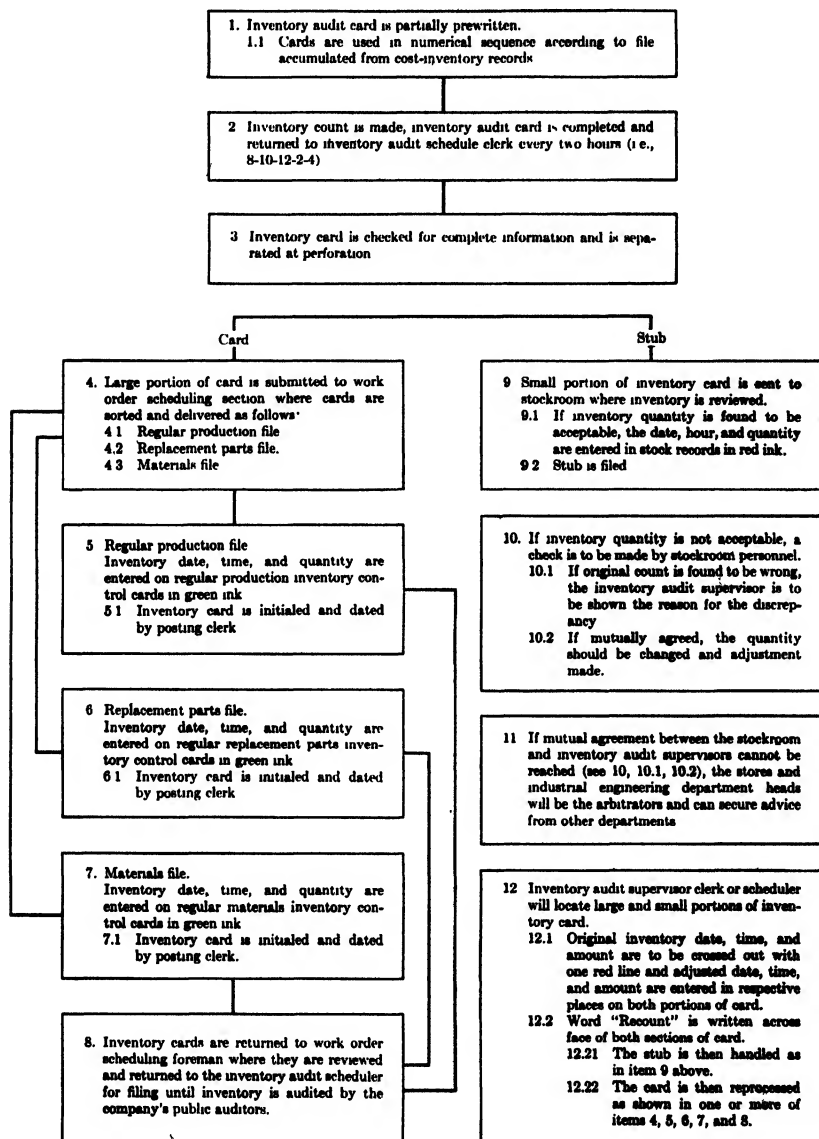 1. Inventory audit card is partially prewritten.
1.1 Cards are used in numerical sequence according to file
accumulated from cost-inventory records
2 Inventory count is made, inventory audit card is completed and
returned to inventory audit schedule clerk every two hours (i e.,
8-10-12-2-4)
3 Inventory card is checked for complete information and is sepa-
rated at perforation
Card
4. Large portion of card is submitted to work
order scheduling section where cards are
sorted and delivered as follows·
4 1 Regular production file
4.2 Replacement parts file.
4 3 Materials file
5 Regular production file
Inventory date, time, and quantity are
entered on regular production inventory con-
trol cards in green ink
5 1 Inventory card is initialed and dated
by posting clerk
6 Replacement parts file.
Inventory date, time, and quantity are
entered on regular replacement parts inven-
tory control cards in green ink
6 1 Inventory card is initialed and dated
by posting clerk
7. Materials file.
Inventory date, time, and quantity are
entered on regular materials inventory con-
trol cards in green ink
7.1 Inventory card is initialed and dated
by posting clerk.
8. Inventory cards are returned to work order
scheduling foreman where they are reviewed
and returned to the inventory audit scheduler
for filing until inventory is audited by the
company's public auditors.
Stub
9 Small portion of inventory card is sent to
stockroom where inventory is reviewed.
9.1 If inventory quantity is found to be
acceptable, the date, hour, and quantity
are entered in stock records in red ink.
9 2 Stub is filed
10. If inventory quantity is not acceptable, a
check is to be made by stockroom personnel.
10.1 If original count is found to be wrong,
the inventory audit supervisor is to
be shown the reason for the discrep-
ancy
10.2 If mutually agreed, the quantity
should be changed and adjustment
made.
11 If mutual agreement between the stockroom
and inventory audit supervisors cannot be
reached (see 10, 10.1, 10.2), the stores and
industrial engineering department heads
will be the arbitrators and can secure advice
from other departments
12 Inventory audit supervisor clerk or scheduler
will locate large and small portions of inven-
tory card.
12.1 Original inventory date, time, and
amount are to be crossed out with
one red line and adjusted date, time,
and amount are entered in respective
places on both portions of card.
12.2 Word "Recount" is written across
face of both sections of card.
12.21 The stub is then handled as
in item 9 above.
12.22 The card is then reprocessed
as shown in one or more of
items 4, 5, 6, 7, and 8.